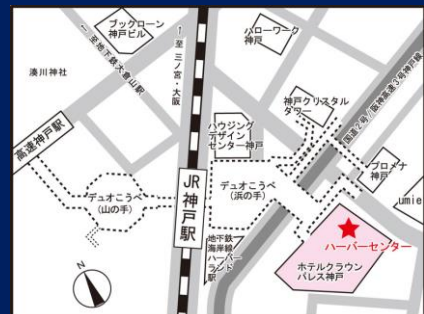 ブックローン
神戸ビル
ハローワーク
神戸
一至地下鉄大倉山駅
↑至 三ノ宮・大阪
湊川神社
神戸クリスタル
タワー
国道2号/阪神高速3号神戸線
高速神戸駅
ハウジング
デザイン
センター神戸
プロメナ
神戸
umie
デュオこうべ
(山の手)
JR神戸駅
デュオこうべ
(浜の手)
地下鉄
海岸線
ハーバー
ランド
駅
ハーバーセンター
ホテルクラウン
パレス神戸
N